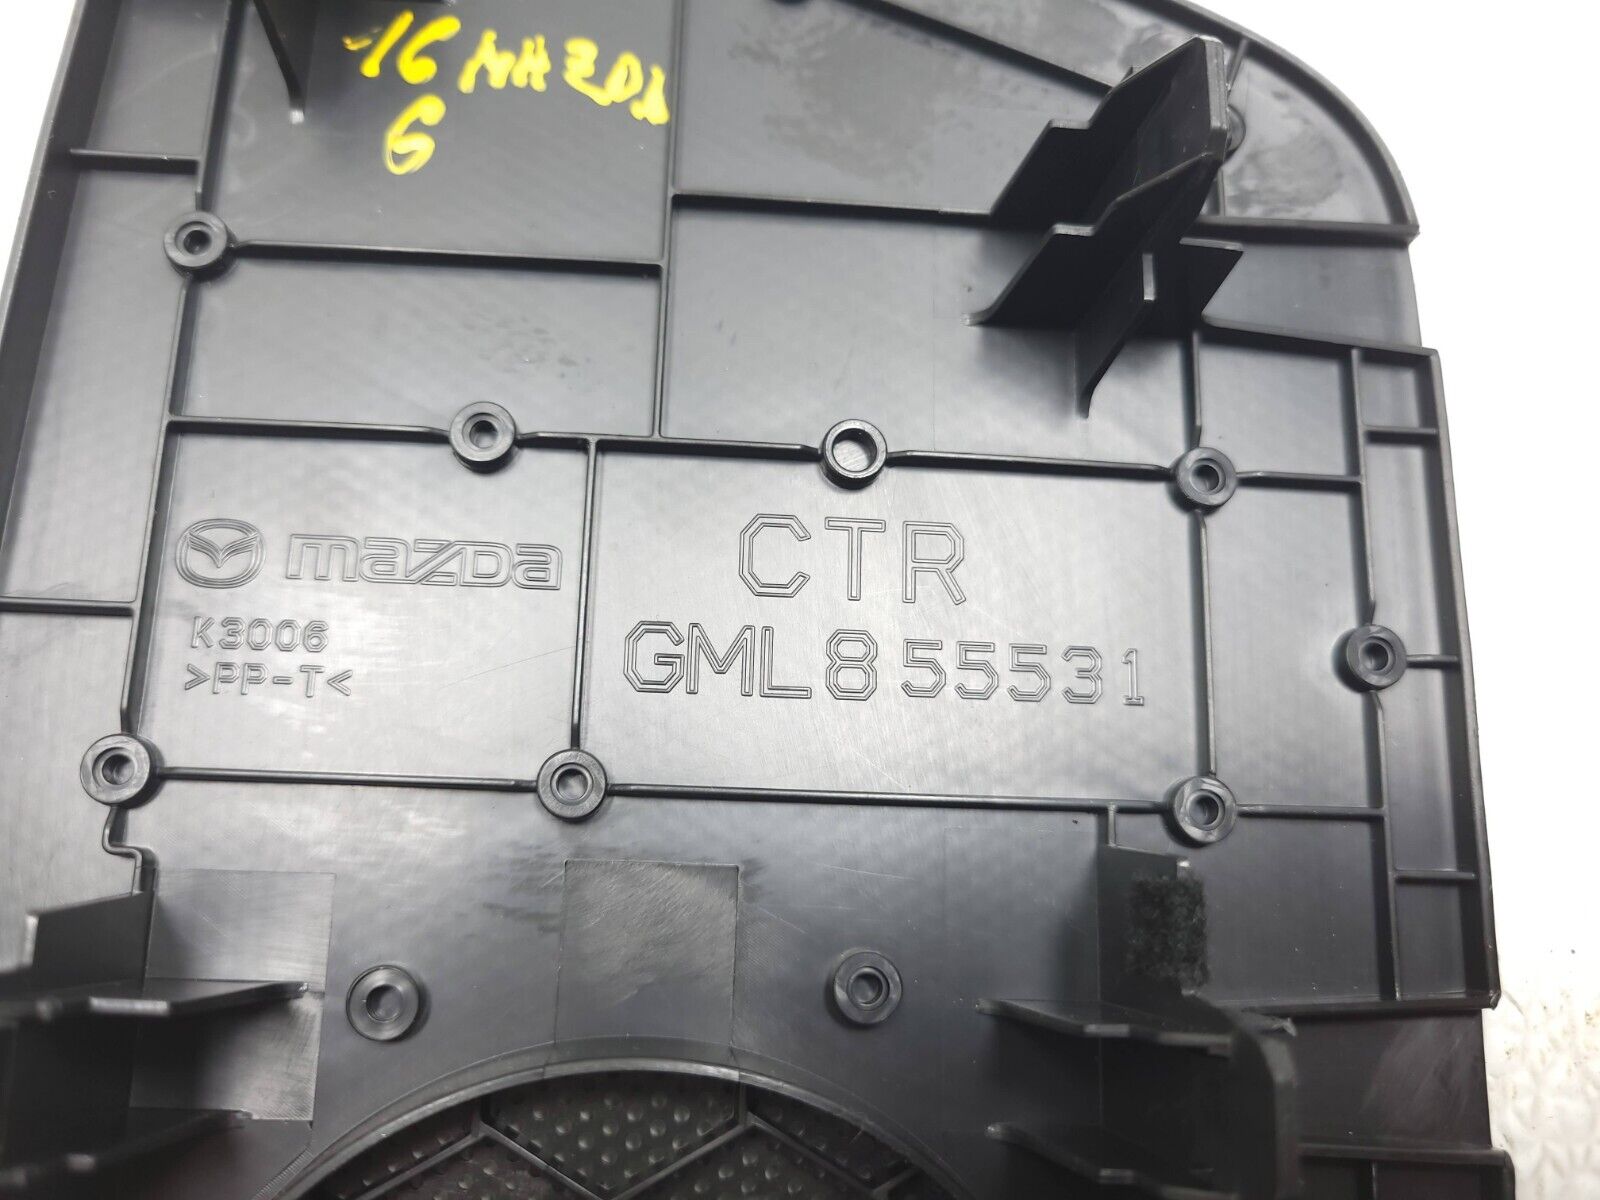 16 MAZDA
6
mazda
K3006
>PP-T<
CTR
GML8 55531